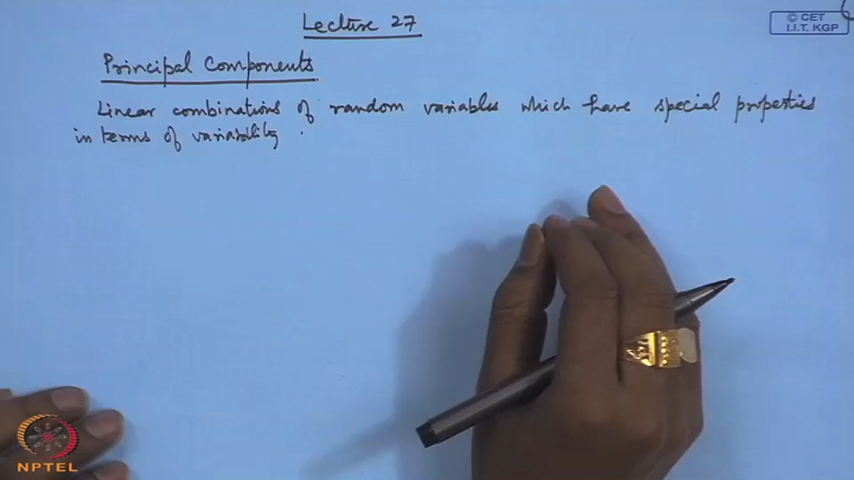 Lecture 27
© CET
I.I.T. KGP
Principal Components
Linear combinations of random variables which have special properties
in terms of variability.
NPTEL